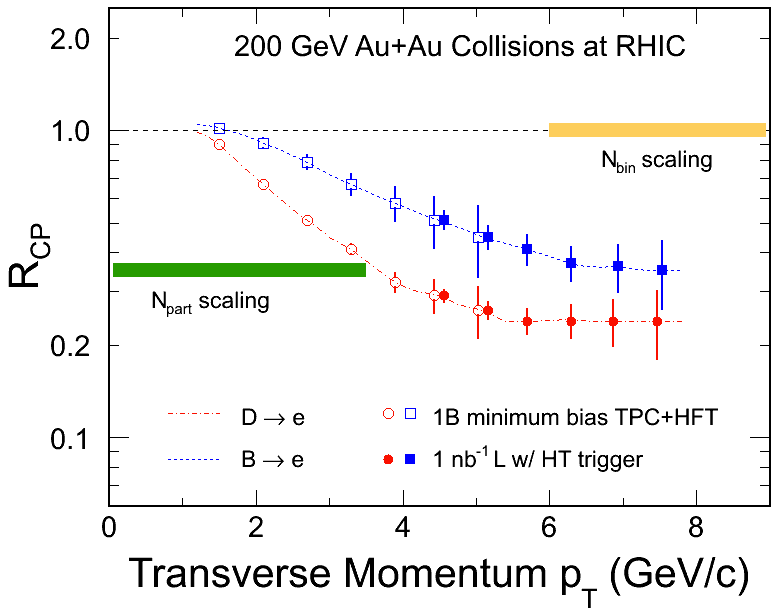 200 GeV Au+Au Collisions at RHIC
2.0
1.0
0.2
0.1
R_CP
N_bin scaling
N_part scaling
D → e
B → e
1B minimum bias TPC+HFT
1 nb⁻¹ L w/ HT trigger
0 2 4 6 8
Transverse Momentum p_T (GeV/c)